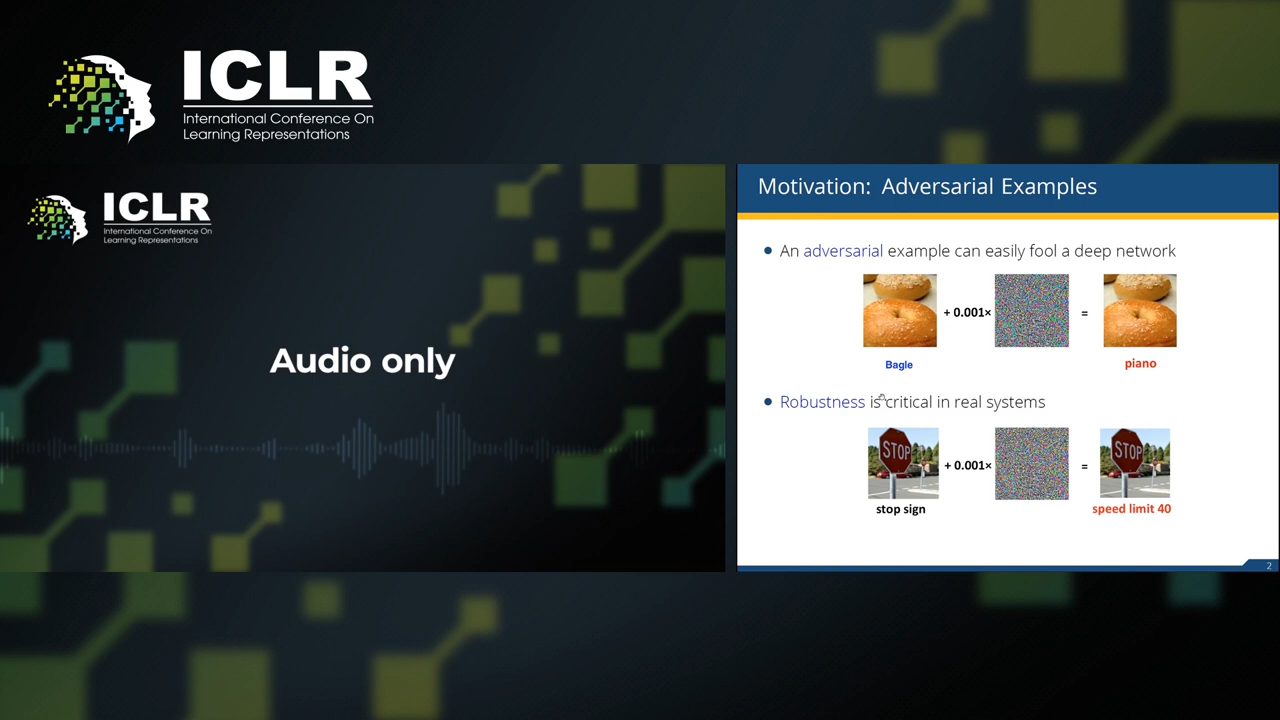 ICLR
International Conference On
Learning Representations
ICLR
International Conference On
Learning Representations
Audio only
Motivation: Adversarial Examples
An adversarial example can easily fool a deep network
+ 0.001×
=
Bagle
piano
Robustness is critical in real systems
STOP
+ 0.001×
=
STOP
stop sign
speed limit 40
2